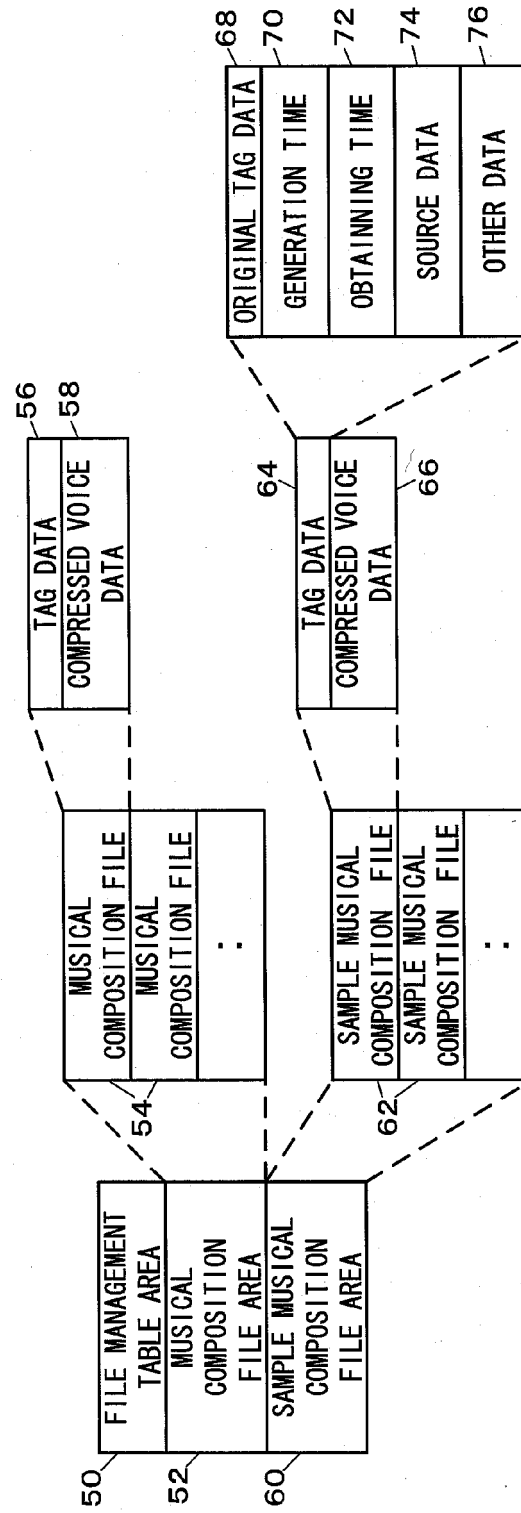 50
FILE MANAGEMENT
TABLE AREA
52
MUSICAL
COMPOSITION
FILE AREA
60
SAMPLE MUSICAL
COMPOSITION
FILE AREA
54
MUSICAL
COMPOSITION FILE
MUSICAL
COMPOSITION FILE
:
62
SAMPLE MUSICAL
COMPOSITION FILE
SAMPLE MUSICAL
COMPOSITION FILE
:
TAG DATA
56
COMPRESSED VOICE
DATA
58
64
TAG DATA
COMPRESSED VOICE
DATA
66
ORIGINAL TAG DATA
68
GENERATION TIME
70
OBTAINNING TIME
72
SOURCE DATA
74
OTHER DATA
76